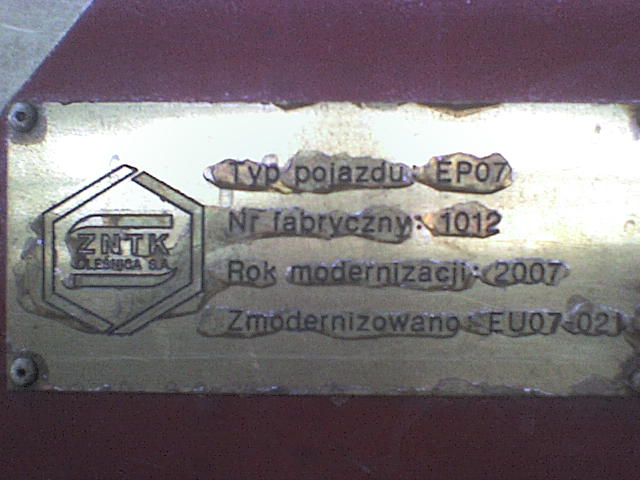 ZNTK
OLEŚNICA S.A.
Typ pojazdu: EP07
Nr fabryczny: 1012
Rok modernizacji: 2007
Zmodernizowano: EU07-021